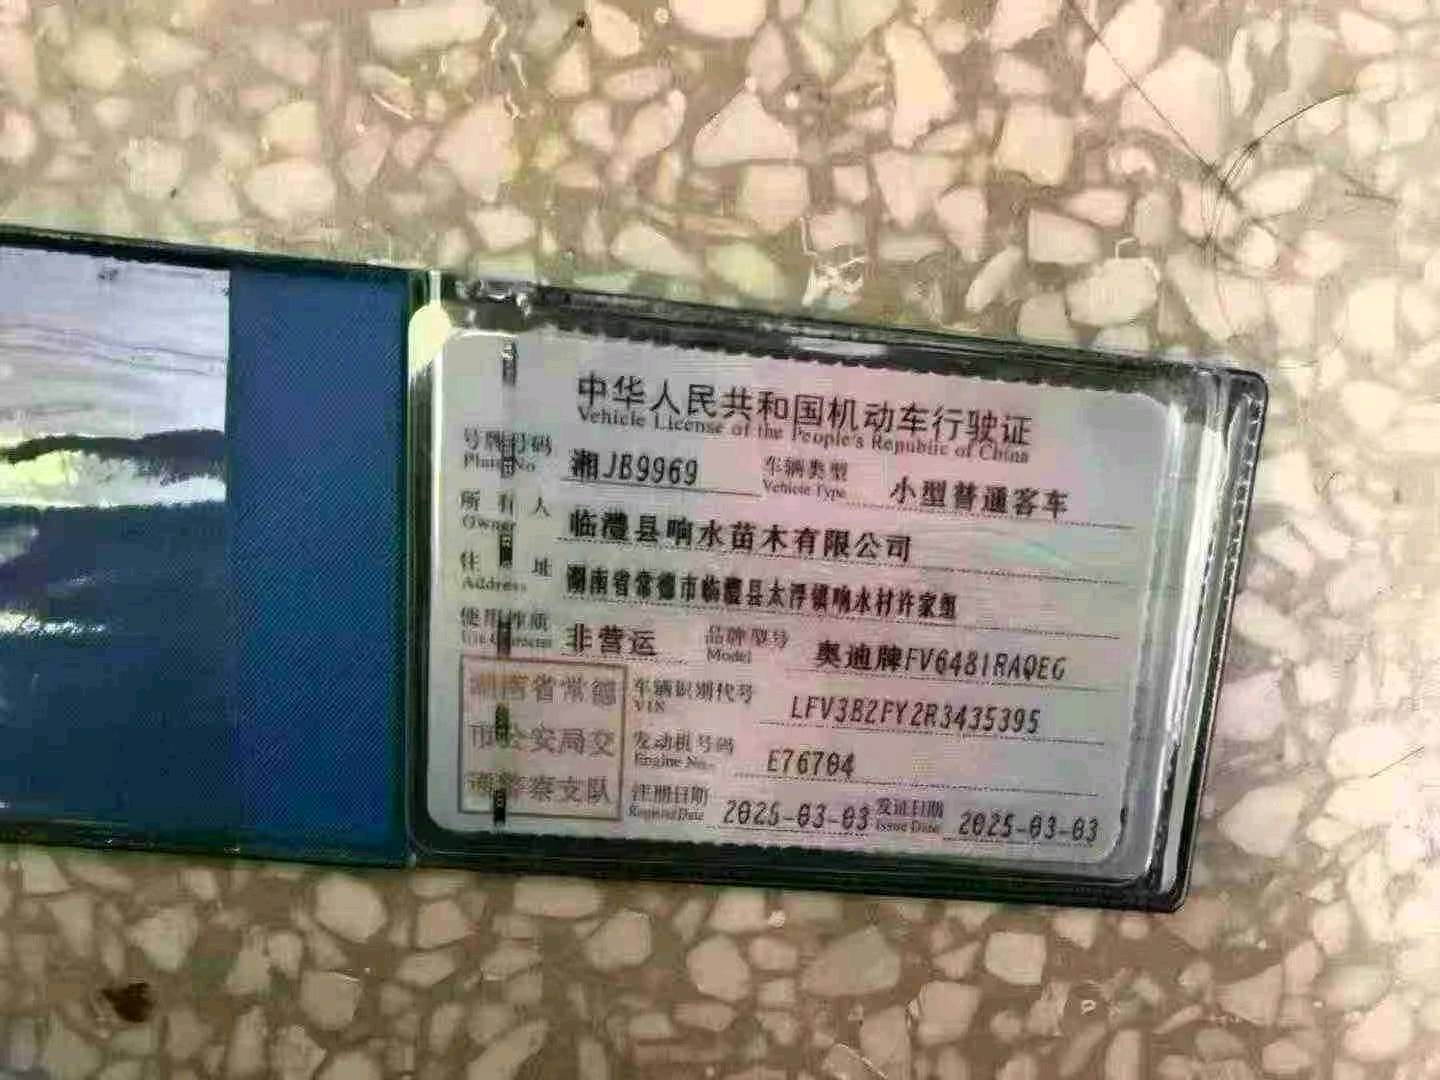 中华人民共和国机动车行驶证
Vehicle License of the People's Republic of China
号牌号码 湘JB9969 车辆类型 小型普通客车
Plate No Vehicle Type
所有人 临澧县响水苗木有限公司
Owner
住址 湖南省常德市临澧县太浮镇响水村许家组
Address
使用性质 非营运 品牌型号 奥迪牌FV6481RAQEG
Use Character Model
湖南省常德
市公安局交
通警察支队
车辆识别代号 LFV3B2FY2R3435395
VIN
发动机号码 E76704
Engine No.
注册日期 2025-03-03 发证日期 2025-03-03
Register Date Issue Date